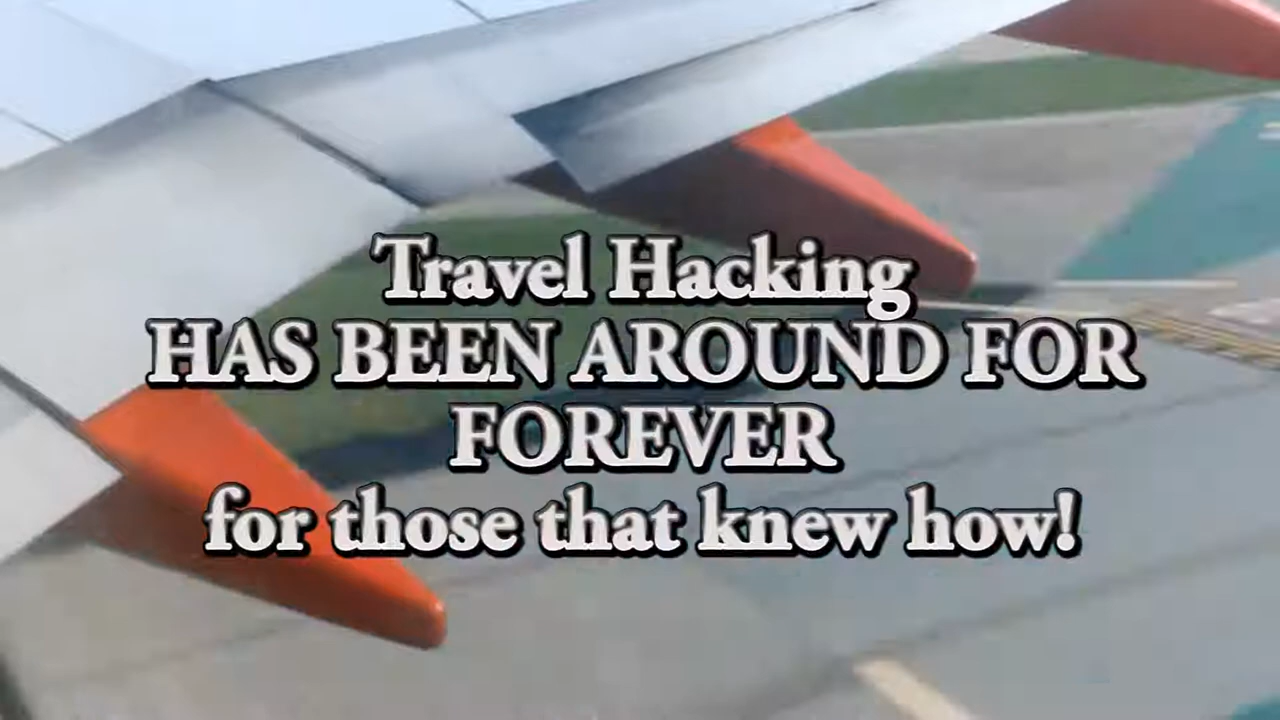 Travel Hacking
HAS BEEN AROUND FOR
FOREVER
for those that knew how!